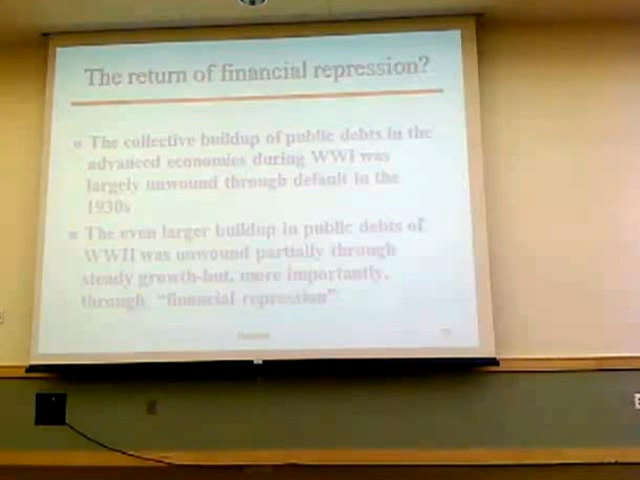 The return of financial repression?
The collective buildup of public debts in the
advanced economies during WWI was
largely unwound through default in the
1930s
The even larger buildup in public debts of
WWII was unwound partially through
steady growth-but, more importantly,
through "financial repression"